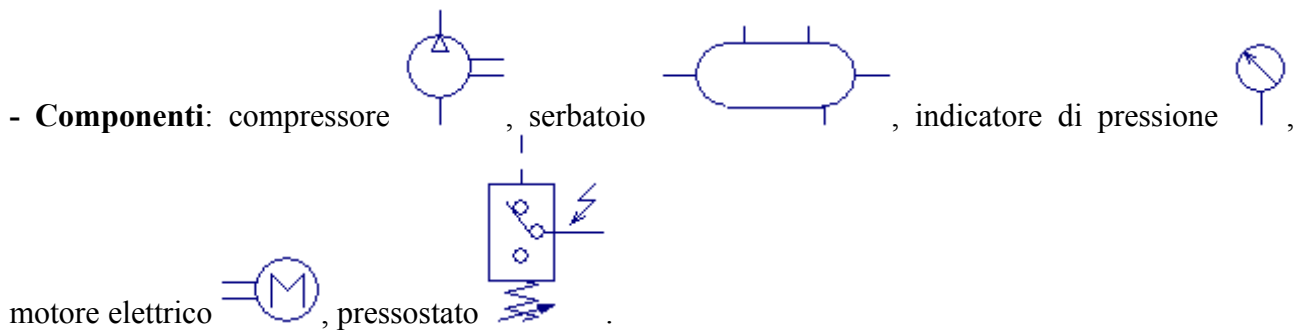 - Componenti: compressore , serbatoio , indicatore di pressione ,
motore elettrico M , pressostato .